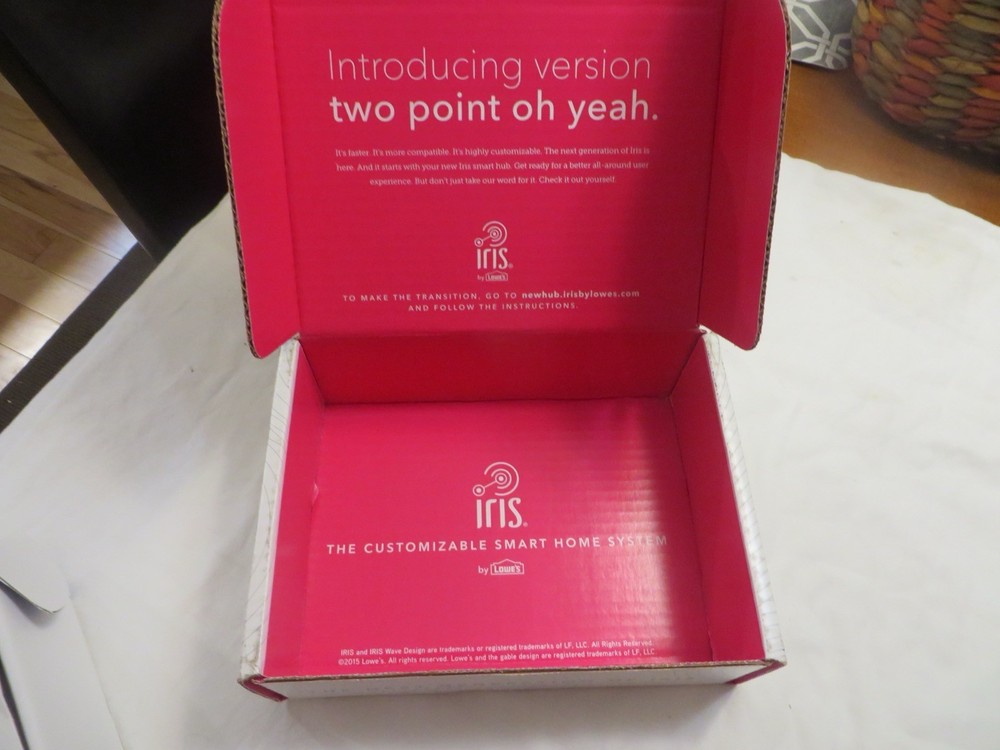 Introducing version
two point oh yeah.
It's faster. It's more compatible. It's highly customizable. The next generation of Iris is
here. And it starts with your new Iris smart hub. Get ready for a better all-around user
experience. But don't just take our word for it. Check it out yourself.
iris®
by LOWE'S
TO MAKE THE TRANSITION, GO TO newhub.irisbylowes.com
AND FOLLOW THE INSTRUCTIONS.
iris®
THE CUSTOMIZABLE SMART HOME SYSTEM
by LOWE'S
IRIS and IRIS Wave Design are trademarks or registered trademarks of LF, LLC. All Rights Reserved.
©2015 Lowe's. All rights reserved. Lowe's and the gable design are registered trademarks of LF, LLC.